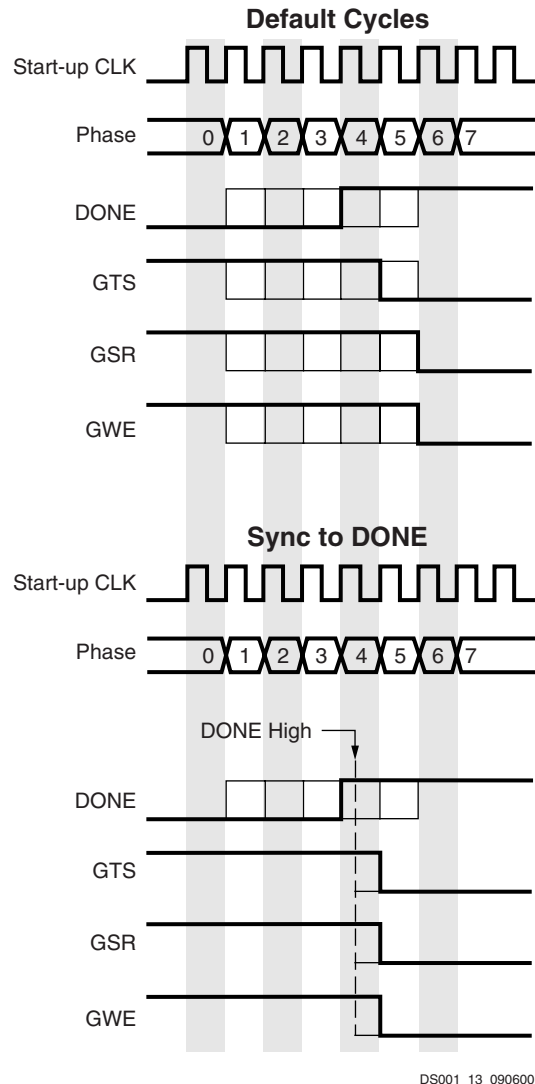 Default Cycles
Start-up CLK
Phase 0 1 2 3 4 5 6 7
DONE
GTS
GSR
GWE
Sync to DONE
Start-up CLK
Phase 0 1 2 3 4 5 6 7
DONE High
DONE
GTS
GSR
GWE
DS001_13_090600